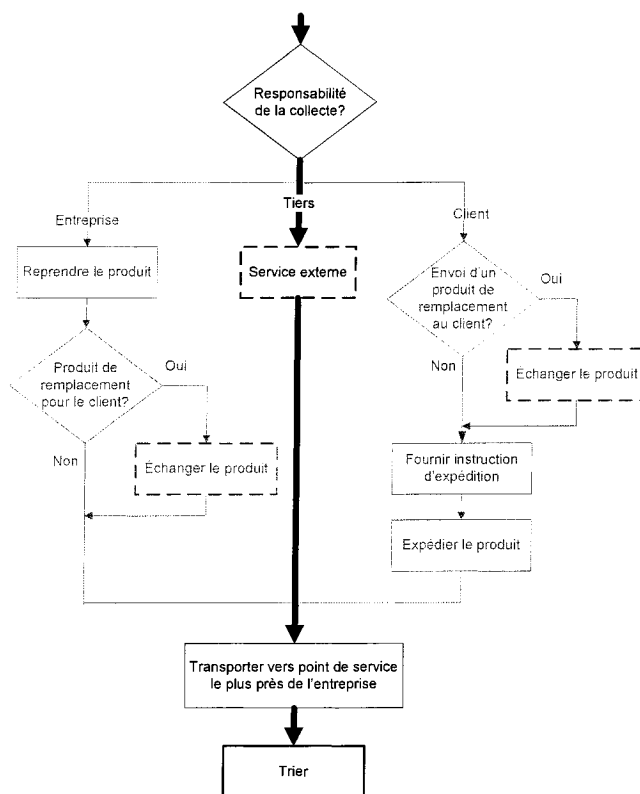 Responsabilité
de la collecte?
Entreprise
Tiers
Client
Reprendre le produit
Service externe
Envoi d'un
produit de
remplacement
au client?
Oui
Non
Échanger le produit
Produit de
remplacement
pour le client?
Oui
Non
Échanger le produit
Fournir instruction
d'expédition
Expédier le produit
Transporter vers point de service
le plus près de l'entreprise
Trier